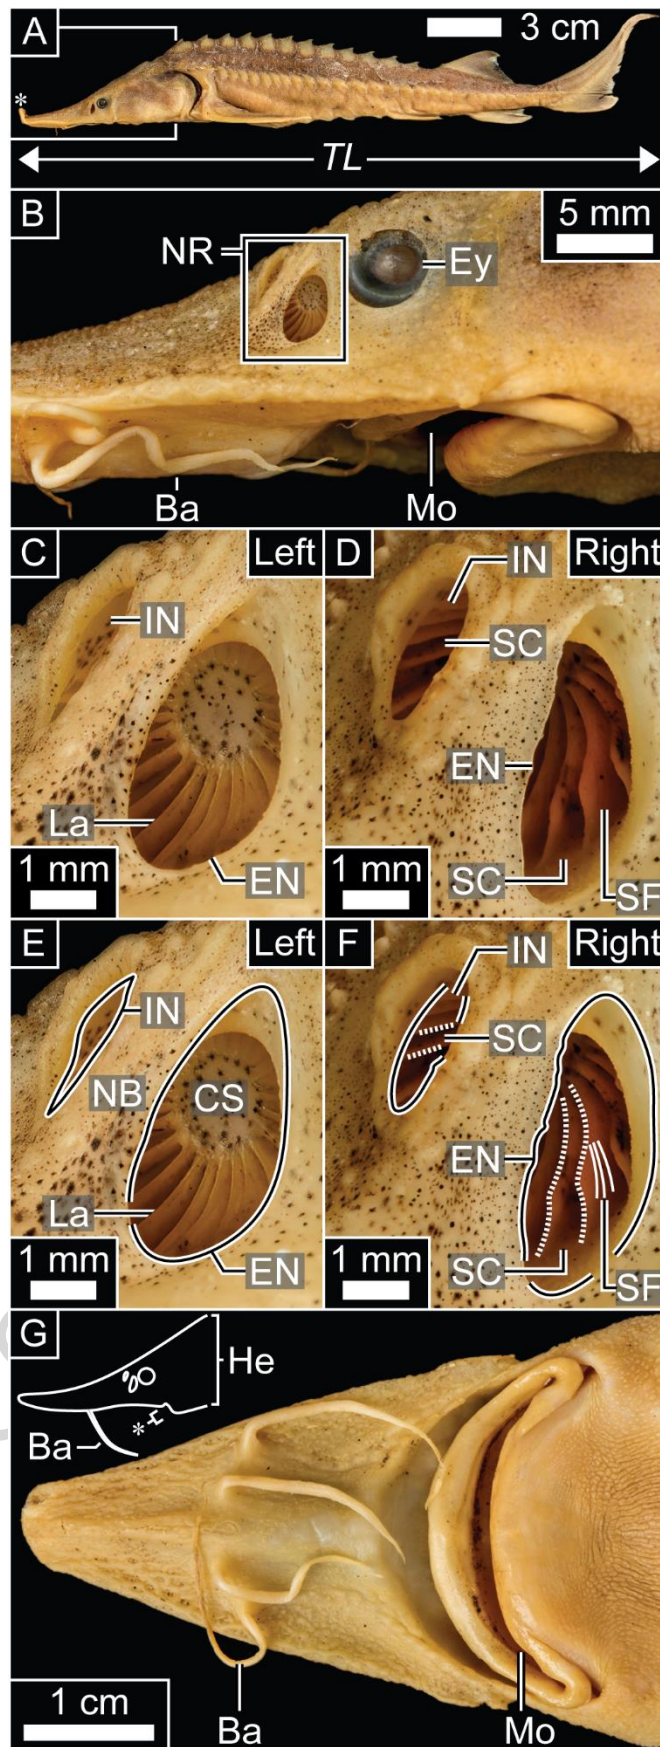 A
3 cm
*
TL
B
5 mm
NR
Ey
Ba
Mo
C
Left
IN
La
EN
1 mm
D
Right
IN
SC
EN
SC
SF
1 mm
E
Left
IN
NB
CS
La
EN
1 mm
F
Right
IN
SC
EN
SC
SF
1 mm
G
He
Ba
*
1 cm
Ba
Mo